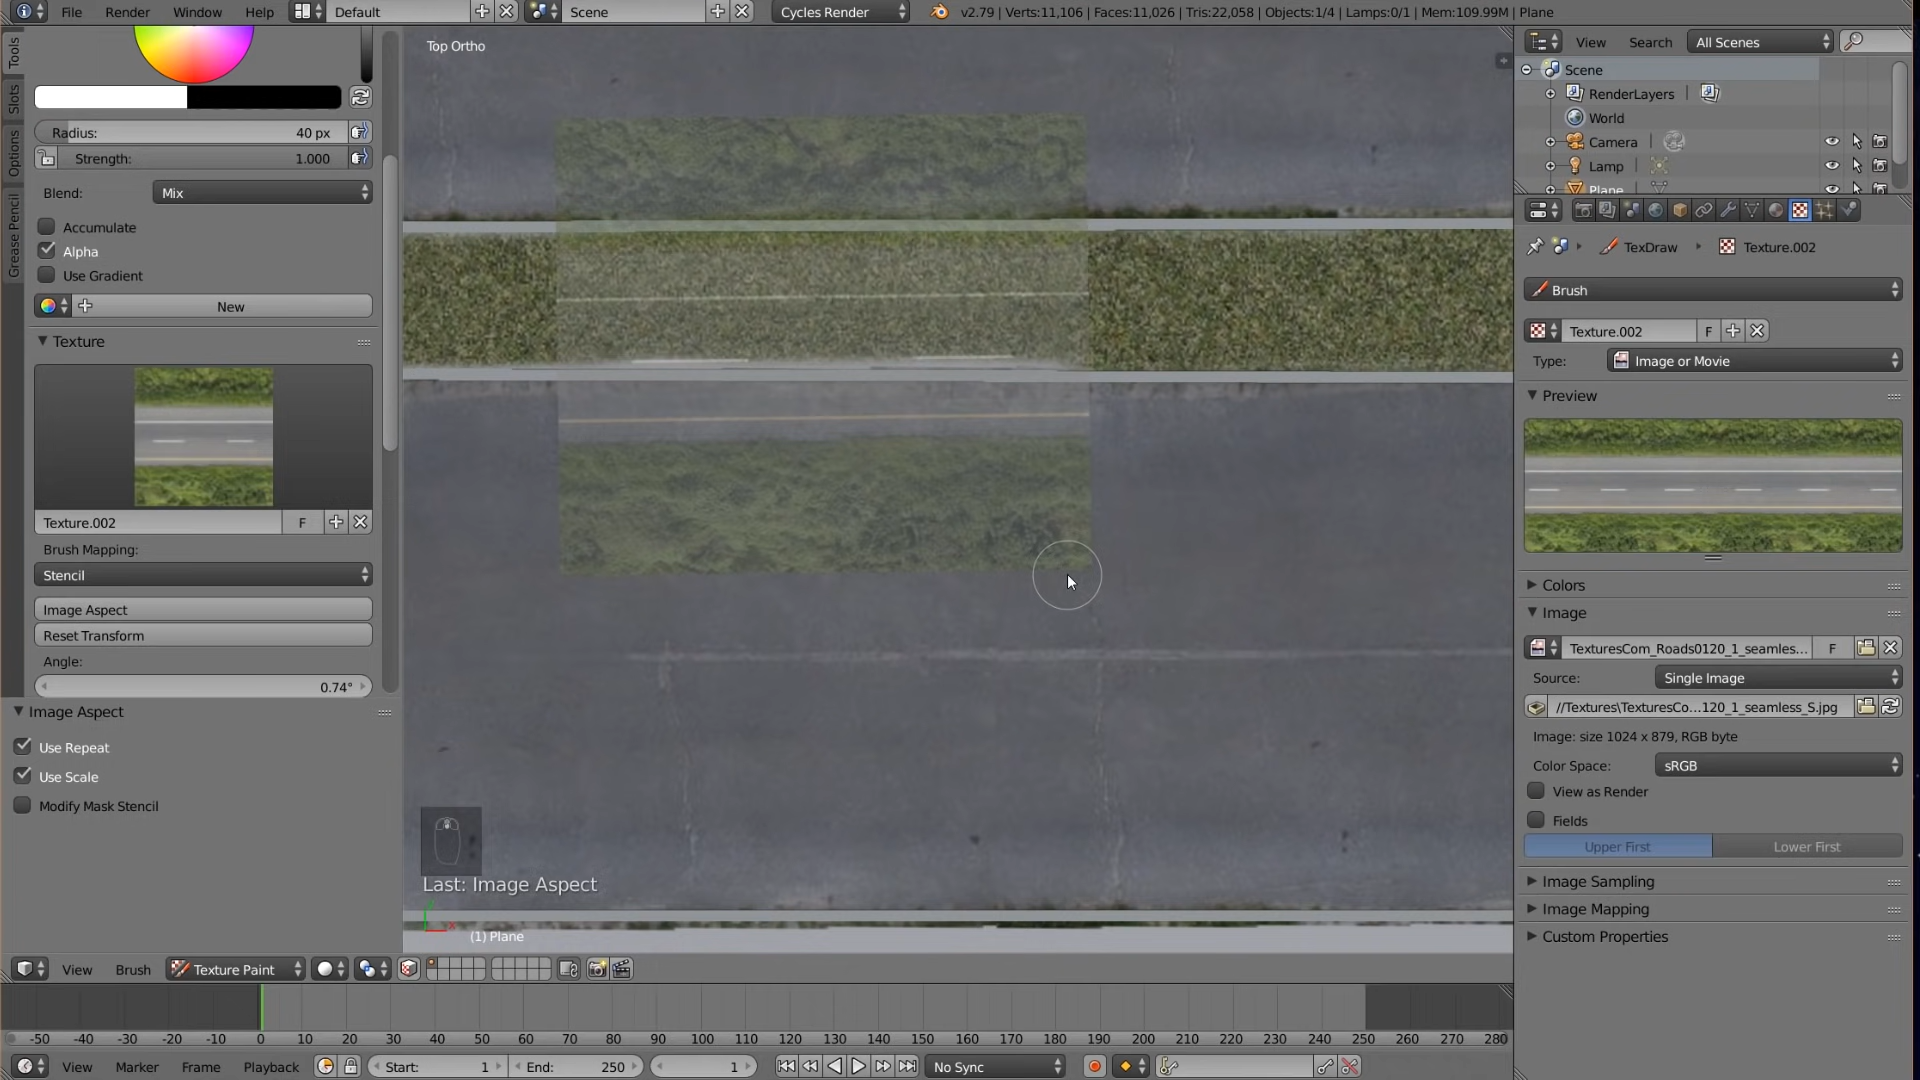 File Render Window Help Default Scene Cycles Render v2.79 | Verts:11,106 | Faces:11,026 | Tris:22,058 | Objects:1/4 | Lamps:0/1 | Mem:109.99M | Plane
Tools
Slots
Options
Grease Pencil
Radius: 40 px
Strength: 1.000
Blend: Mix
Accumulate
Alpha
Use Gradient
New
Texture
Texture.002 F
Brush Mapping:
Stencil
Image Aspect
Reset Transform
Angle:
0.74°
Image Aspect
Use Repeat
Use Scale
Modify Mask Stencil
Top Ortho
Last: Image Aspect
(1) Plane
View Brush Texture Paint
-50 -40 -30 -20 -10 0 10 20 30 40 50 60 70 80 90 100 110 120 130 140 150 160 170 180 190 200 210 220 230 240 250 260 270 280
View Marker Frame Playback Start: 1 End: 250 1 No Sync
View Search All Scenes
Scene
RenderLayers
World
Camera
Lamp
Plane
TexDraw Texture.002
Brush
Texture.002 F
Type: Image or Movie
Preview
Colors
Image
TexturesCom_Roads0120_1_seamles... F
Source: Single Image
//Textures\TexturesCo...120_1_seamless_S.jpg
Image: size 1024 x 879, RGB byte
Color Space: sRGB
View as Render
Fields
Upper First Lower First
Image Sampling
Image Mapping
Custom Properties